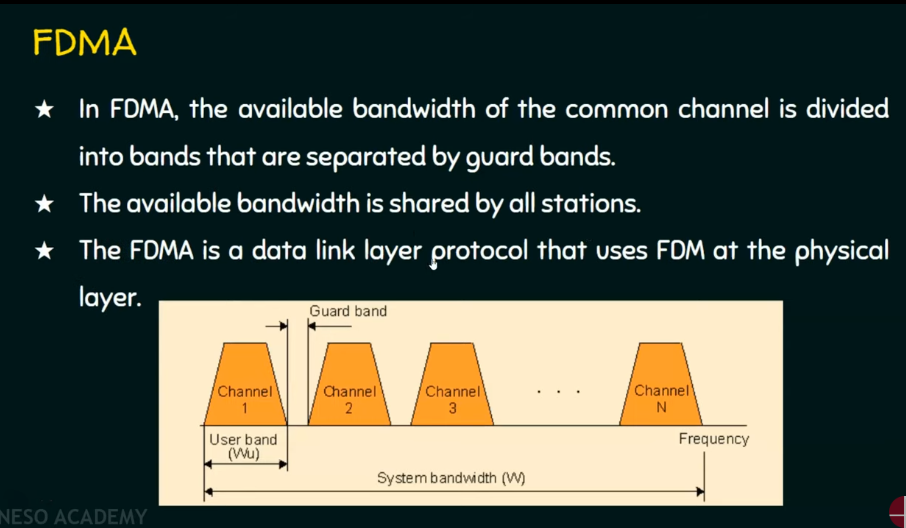 FDMA
★ In FDMA, the available bandwidth of the common channel is divided
into bands that are separated by guard bands.
★ The available bandwidth is shared by all stations.
★ The FDMA is a data link layer protocol that uses FDM at the physical
layer.
Guard band
Channel 1
Channel 2
Channel 3
. . .
Channel N
User band
(Wu)
Frequency
System bandwidth (W)
NESO ACADEMY